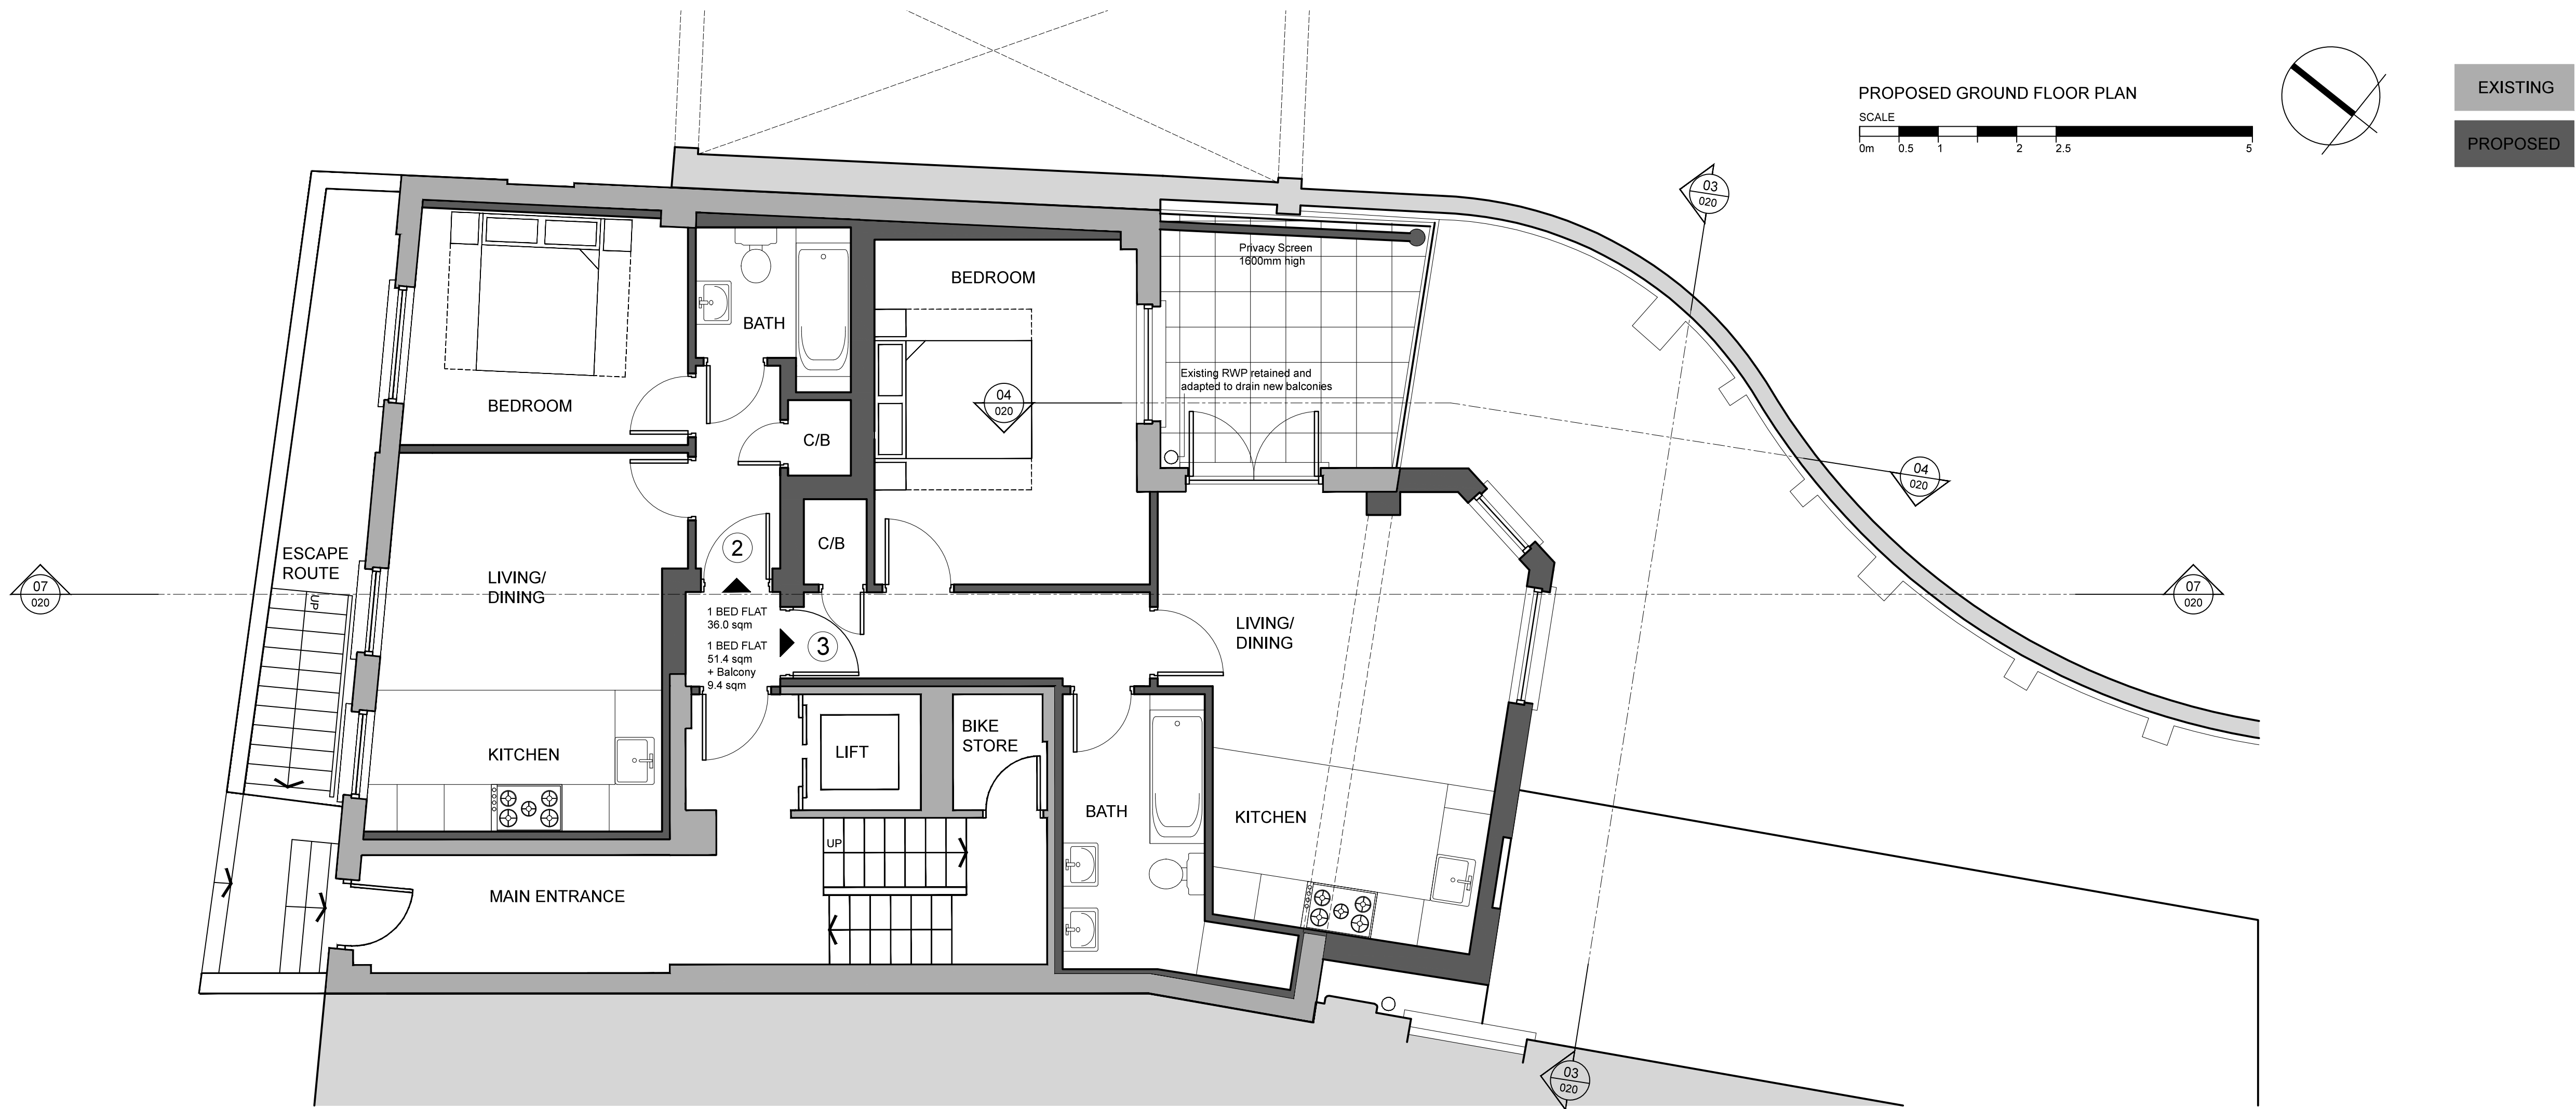 PROPOSED GROUND FLOOR PLAN
SCALE
0m 0.5 1 2 2.5 5
EXISTING
PROPOSED
03
020
Privacy Screen
1600mm high
BEDROOM
BATH
Existing RWP retained and
adapted to drain new balconies
BEDROOM
04
020
C/B
04
020
C/B
2
ESCAPE
ROUTE
UP
LIVING/
DINING
07
020
07
020
1 BED FLAT
36.0 sqm
1 BED FLAT
51.4 sqm
+ Balcony
9.4 sqm
3
LIVING/
DINING
KITCHEN
LIFT
BIKE
STORE
BATH
KITCHEN
UP
MAIN ENTRANCE
03
020